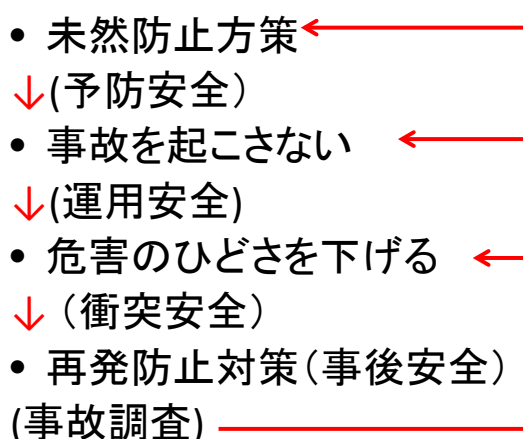 • 未然防止方策
↓(予防安全）
• 事故を起こさない
↓(運用安全)
• 危害のひどさを下げる
↓（衝突安全）
• 再発防止対策（事後安全）
(事故調査)